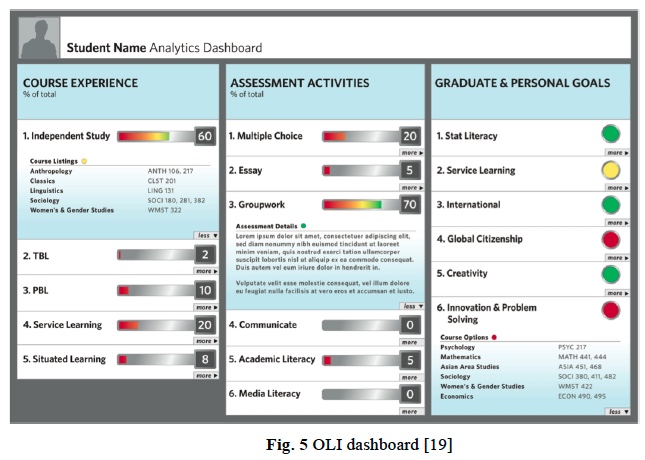 Student Name Analytics Dashboard
COURSE EXPERIENCE
% of total
1. Independent Study 60
Course Listings
Anthropology ANTH 106, 217
Classics CLST 201
Linguistics LING 131
Sociology SOCI 180, 281, 382
Women's & Gender Studies WMST 322
less
2. TBL 2
more
3. PBL 10
more
4. Service Learning 20
more
5. Situated Learning 8
more
ASSESSMENT ACTIVITIES
% of total
1. Multiple Choice 20
more
2. Essay 5
more
3. Groupwork 70
Assessment Details
Lorem ipsum dolor sit amet, consectetuer adipiscing elit,
sed diam nonummy nibh euismod tincidunt ut laoreet
minim veniam, quis nostrud exerci tation ullamcorper
suscipit lobortis nisl ut aliquip ex ea commodo consequat.
Duis autem vel eum iriure dolor in hendrerit in.
Vulputate velit esse molestie consequat, vel illum dolore
eu feugiat nulla facilisis at vero eros et accumsan et iusto.
less
4. Communicate 0
more
5. Academic Literacy 5
more
6. Media Literacy 0
more
GRADUATE & PERSONAL GOALS
1. Stat Literacy
more
2. Service Learning
more
3. International
more
4. Global Citizenship
more
5. Creativity
more
6. Innovation & Problem
Solving
Course Options
Psychology PSYC 217
Mathematics MATH 441, 444
Asian Area Studies ASIA 451, 468
Sociology SOCI 380, 411, 482
Women's & Gender Studies WMST 422
Economics ECON 490, 495
less
Fig. 5 OLI dashboard [19]